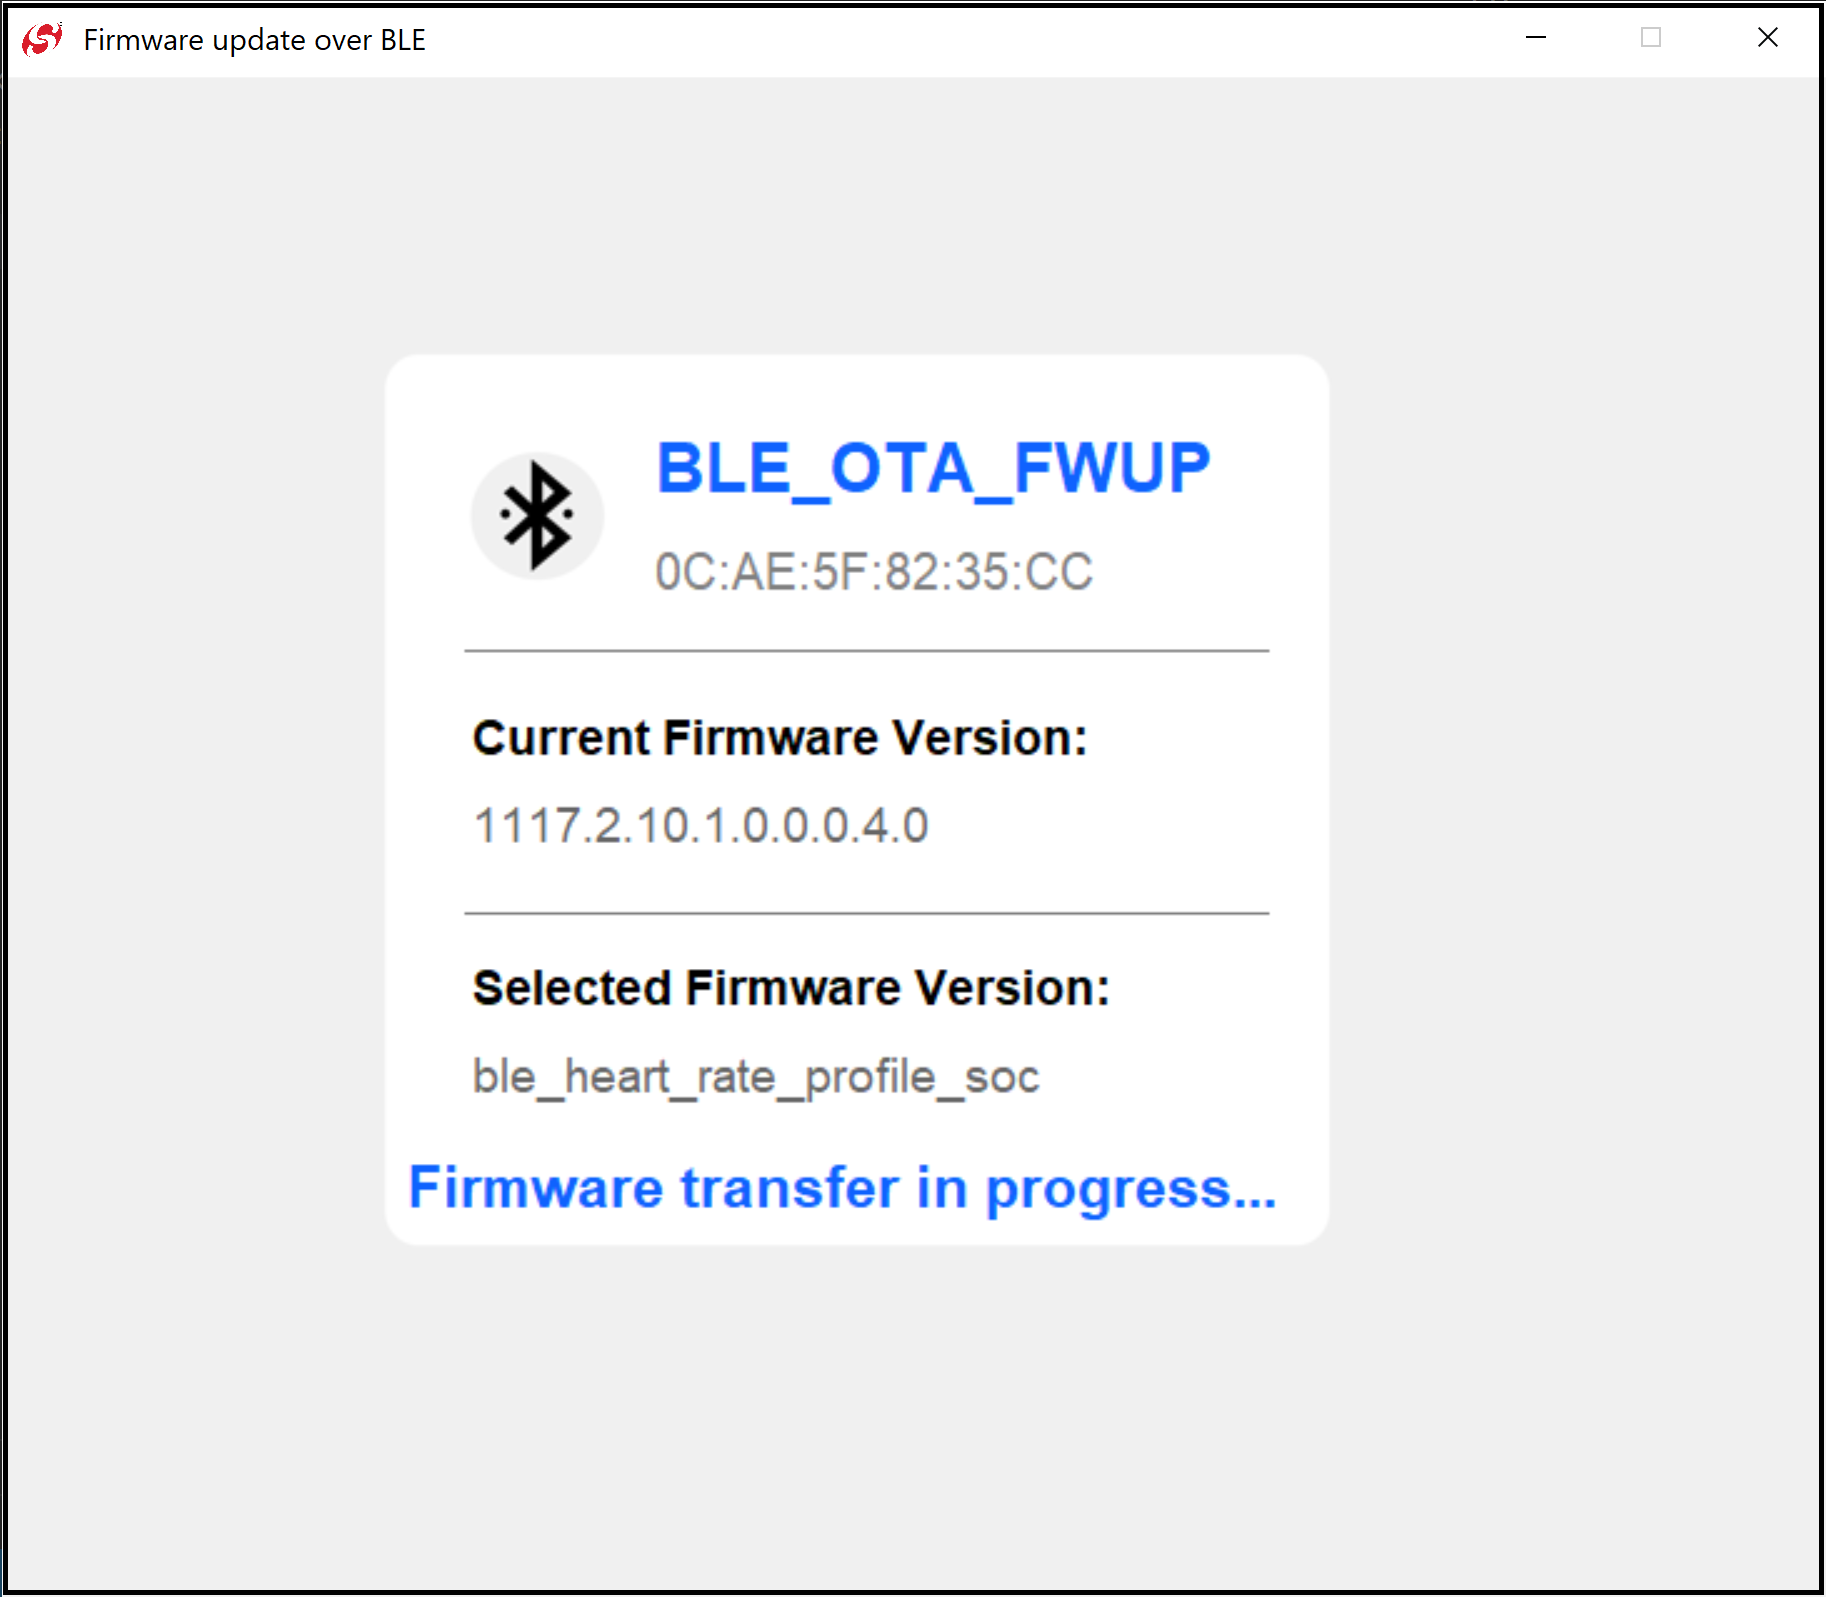 Firmware update over BLE
BLE_OTA_FWUP
0C:AE:5F:82:35:CC
Current Firmware Version:
1117.2.10.1.0.0.0.4.0
Selected Firmware Version:
ble_heart_rate_profile_soc
Firmware transfer in progress...